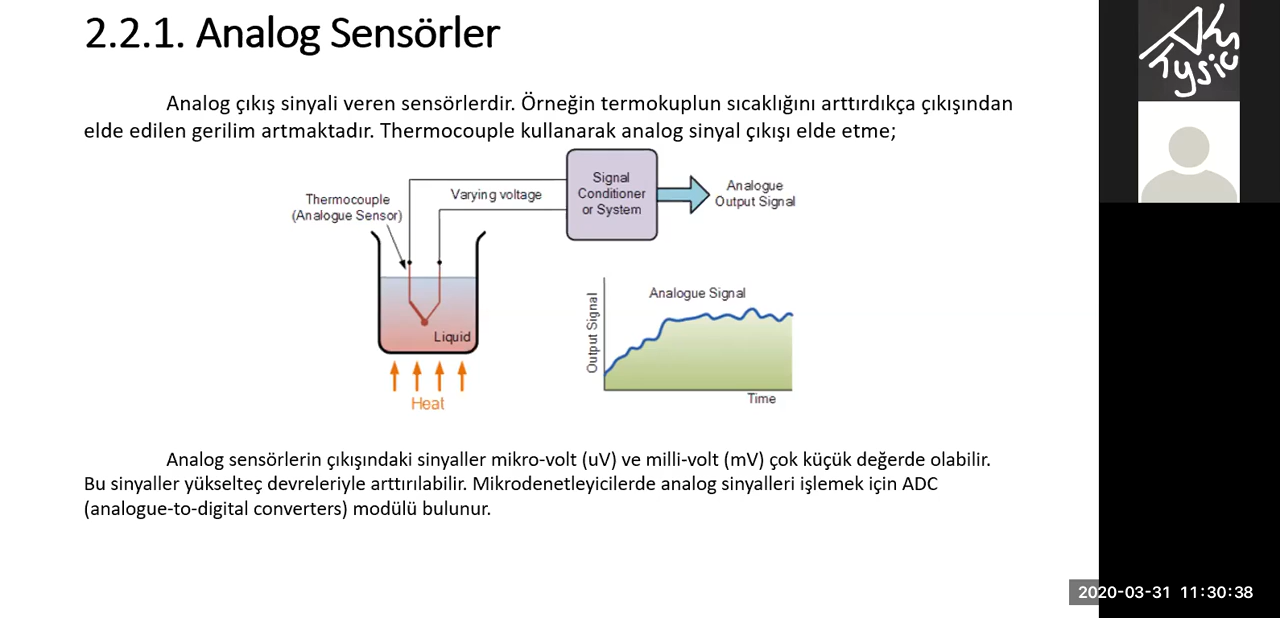 2.2.1. Analog Sensörler
Analog çıkış sinyali veren sensörlerdir. Örneğin termokuplun sıcaklığını arttırdıkça çıkışından
elde edilen gerilim artmaktadır. Thermocouple kullanarak analog sinyal çıkışı elde etme;
Thermocouple
(Analogue Sensor)
Varying voltage
Signal
Conditioner
or System
Analogue
Output Signal
Liquid
Heat
Analogue Signal
Output Signal
Time
Analog sensörlerin çıkışındaki sinyaller mikro-volt (uV) ve milli-volt (mV) çok küçük değerde olabilir.
Bu sinyaller yükselteç devreleriyle arttırılabilir. Mikrodenetleyicilerde analog sinyalleri işlemek için ADC
(analogue-to-digital converters) modülü bulunur.
2020-03-31 11:30:38